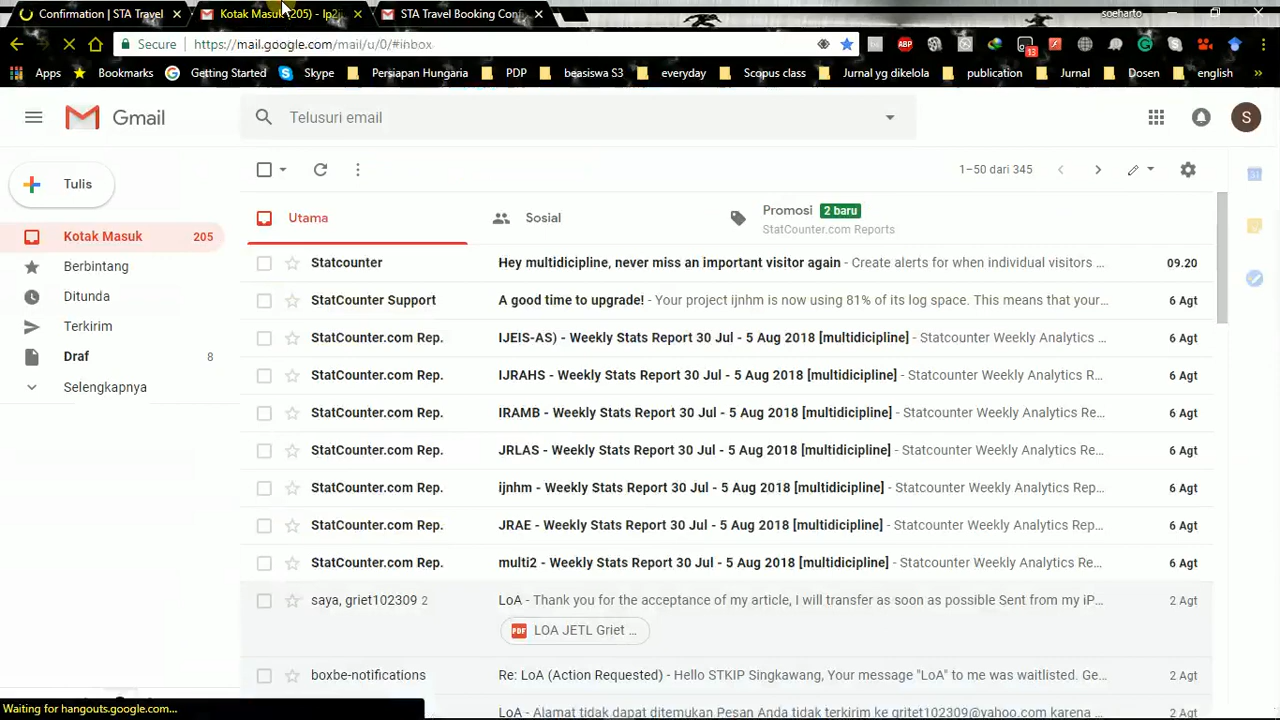 Confirmation | STA Travel
Kotak Masuk (205) - lp2j
STA Travel Booking Conf
soeharto
Secure
https://mail.google.com/mail/u/0/#inbox
ABP
13
Apps
Bookmarks
Getting Started
Skype
Persiapan Hungaria
PDP
beasiswa S3
everyday
Scopus class
Jurnal yg dikelola
publication
Jurnal
Dosen
english
»
Gmail
Telusuri email
S
Tulis
1–50 dari 345
Utama
Sosial
Promosi 2 baru
StatCounter.com Reports
Kotak Masuk 205
Berbintang
Ditunda
Terkirim
Draf 8
Selengkapnya
Statcounter Hey multidicipline, never miss an important visitor again - Create alerts for when individual visitors … 09.20
StatCounter Support A good time to upgrade! - Your project ijnhm is now using 81% of its log space. This means that your… 6 Agt
StatCounter.com Rep. IJEIS-AS) - Weekly Stats Report 30 Jul - 5 Aug 2018 [multidicipline] - Statcounter Weekly Analytics … 6 Agt
StatCounter.com Rep. IJRAHS - Weekly Stats Report 30 Jul - 5 Aug 2018 [multidicipline] - Statcounter Weekly Analytics R… 6 Agt
StatCounter.com Rep. IRAMB - Weekly Stats Report 30 Jul - 5 Aug 2018 [multidicipline] - Statcounter Weekly Analytics Re… 6 Agt
StatCounter.com Rep. JRLAS - Weekly Stats Report 30 Jul - 5 Aug 2018 [multidicipline] - Statcounter Weekly Analytics Re… 6 Agt
StatCounter.com Rep. ijnhm - Weekly Stats Report 30 Jul - 5 Aug 2018 [multidicipline] - Statcounter Weekly Analytics Re… 6 Agt
StatCounter.com Rep. JRAE - Weekly Stats Report 30 Jul - 5 Aug 2018 [multidicipline] - Statcounter Weekly Analytics Rep… 6 Agt
StatCounter.com Rep. multi2 - Weekly Stats Report 30 Jul - 5 Aug 2018 [multidicipline] - Statcounter Weekly Analytics Re… 6 Agt
saya, griet102309 2 LoA - Thank you for the acceptance of my article, I will transfer as soon as possible Sent from my iP… 2 Agt
PDF LOA JETL Griet …
boxbe-notifications Re: LoA (Action Requested) - Hello STKIP Singkawang, Your message "LoA" to me was waitlisted. Ge… 2 Agt
LoA - Alamat tidak dapat ditemukan Pesan Anda tidak terkirim ke gritet102309@yahoo.com karena 2 Agt
Waiting for hangouts.google.com...